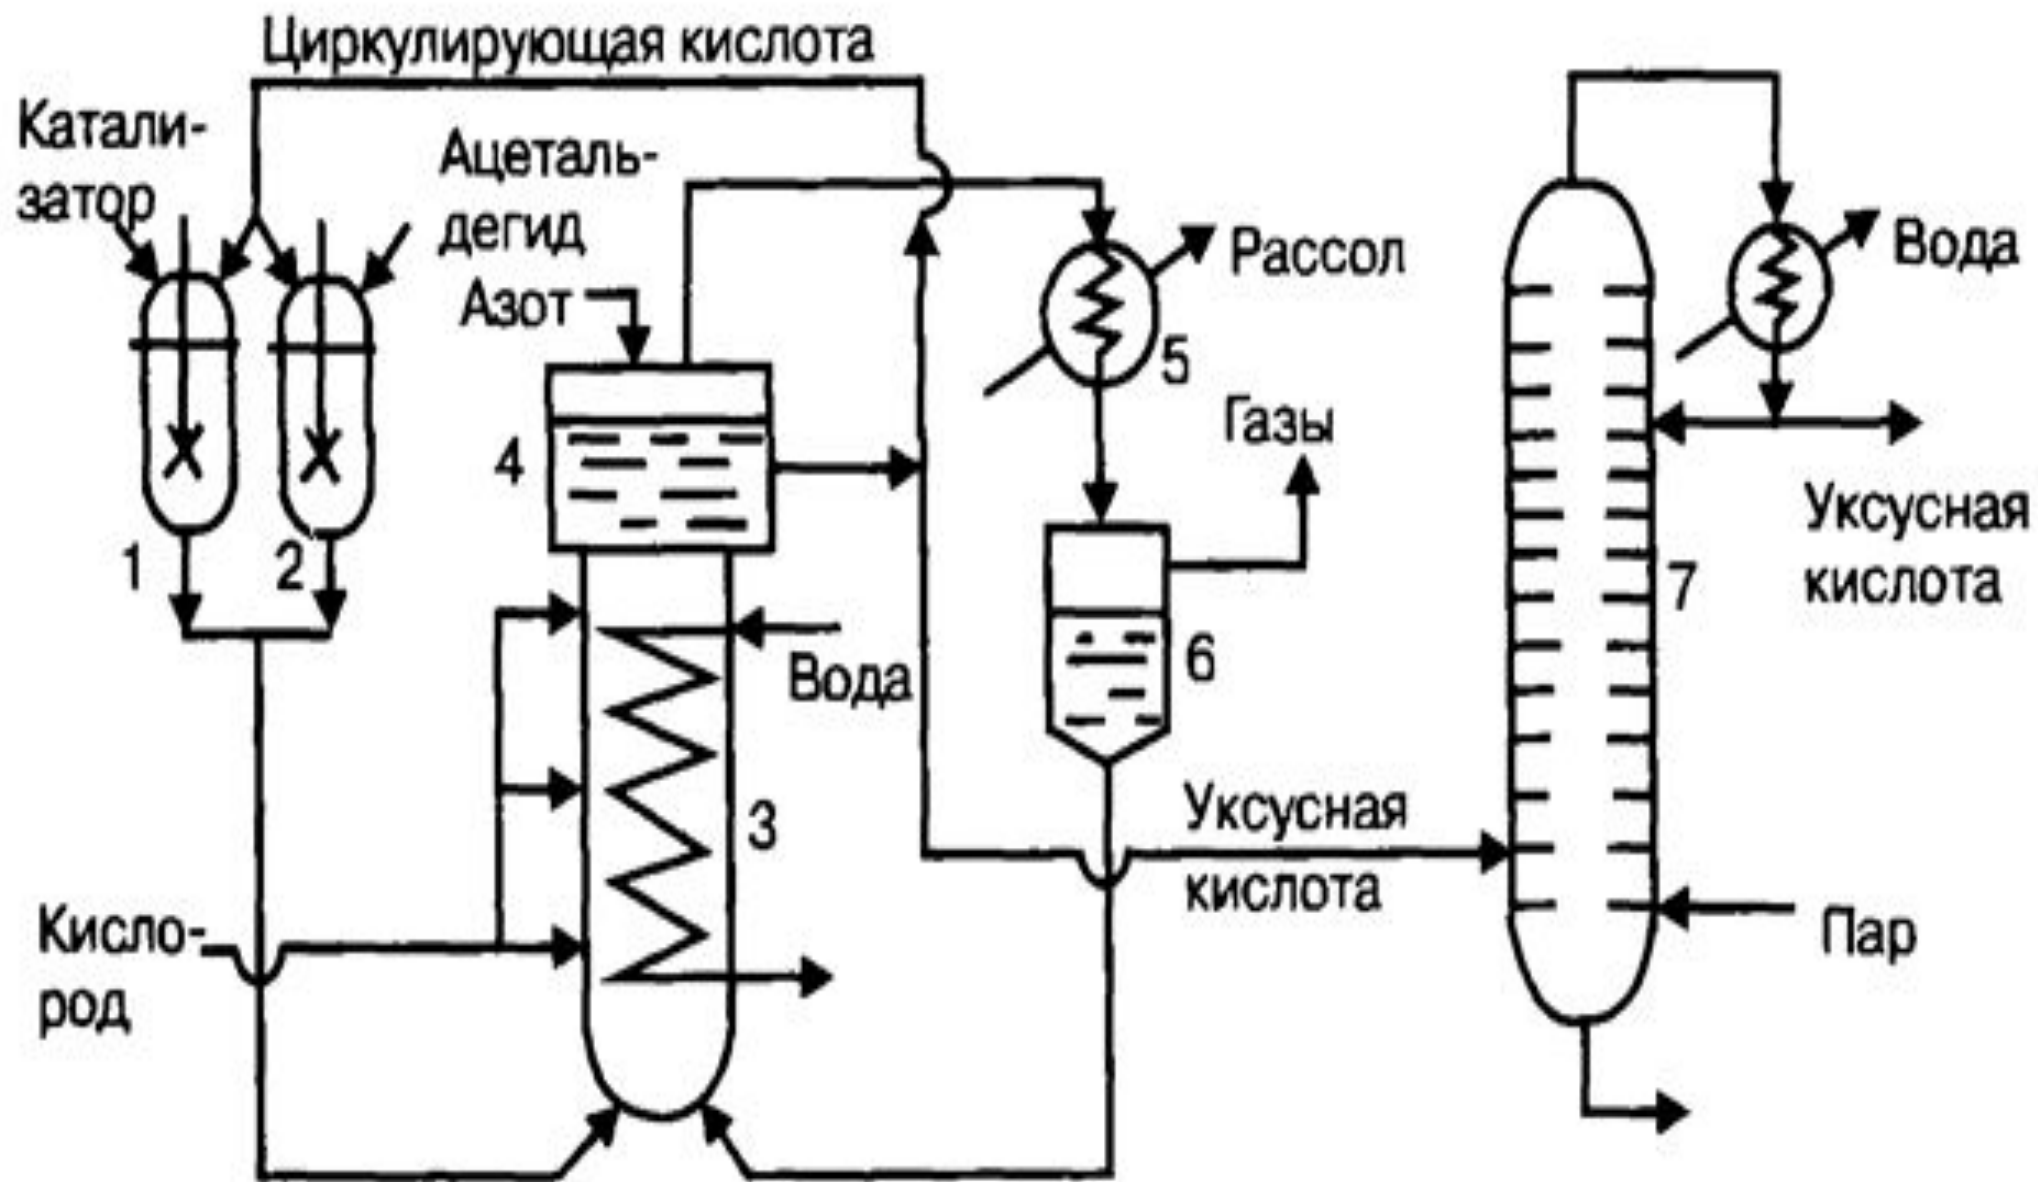 Циркулирующая кислота
Катали-
затор
Ацеталь-
дегид
Азот
Рассол
Вода
5
Газы
4
Уксусная
кислота
1
2
7
Вода
6
3
Уксусная
кислота
Кисло-
род
Пар